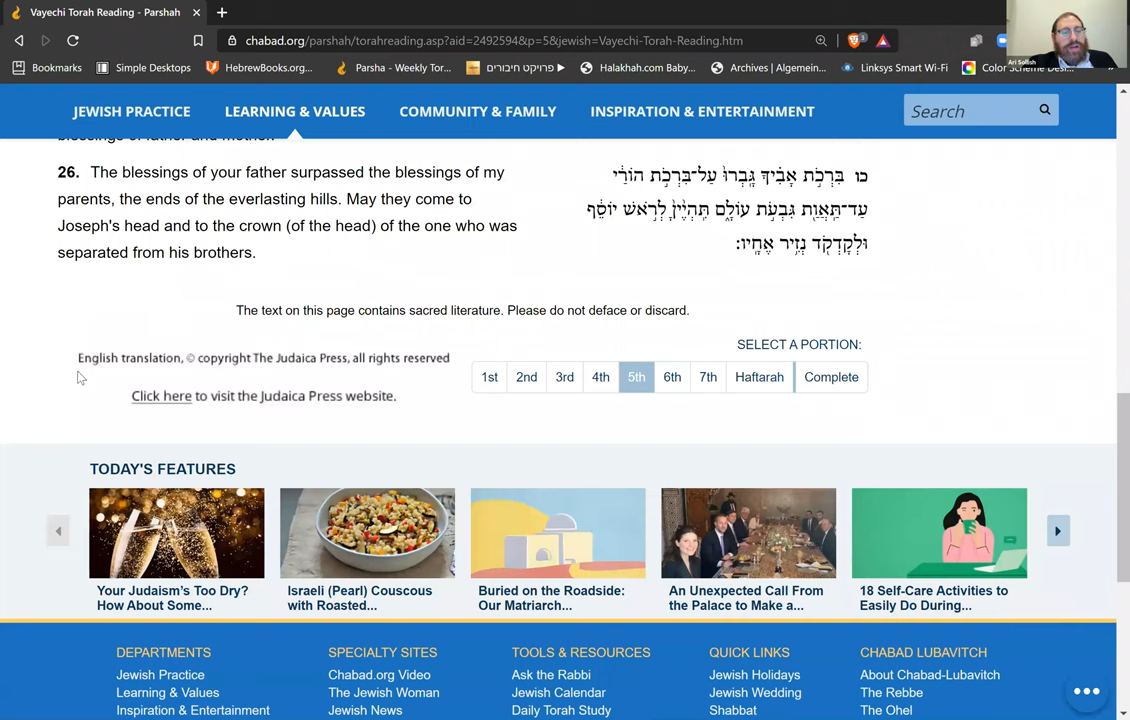 Vayechi Torah Reading - Parshah
chabad.org/parshah/torahreading.asp?aid=2492594&p=5&jewish=Vayechi-Torah-Reading.htm
Bookmarks
Simple Desktops
HebrewBooks.org...
Parsha - Weekly Tor...
פרויקט חיבורים
Halakhah.com Baby...
Archives | Algemein...
Linksys Smart Wi-Fi
Color Scheme Desi...
Ari Sollish
JEWISH PRACTICE
LEARNING & VALUES
COMMUNITY & FAMILY
INSPIRATION & ENTERTAINMENT
Search
blessings of father and mother.
26. The blessings of your father surpassed the blessings of my
parents, the ends of the everlasting hills. May they come to
Joseph's head and to the crown (of the head) of the one who was
separated from his brothers.
כו בִּרְכֹ֣ת אָבִ֗יךָ גָּֽבְרוּ֙ עַל־בִּרְכֹ֣ת הוֹרַ֔י
עַד־תַּֽאֲוַ֖ת גִּבְעֹ֣ת עוֹלָ֑ם תִּֽהְיֶ֨יןָ֙ לְרֹ֣אשׁ יוֹסֵ֔ף
וּלְקָדְקֹ֖ד נְזִ֥יר אֶחָֽיו:
The text on this page contains sacred literature. Please do not deface or discard.
SELECT A PORTION:
English translation, © copyright The Judaica Press, all rights reserved
1st 2nd 3rd 4th 5th 6th 7th Haftarah Complete
Click here to visit the Judaica Press website.
TODAY'S FEATURES
Your Judaism's Too Dry?
How About Some...
Israeli (Pearl) Couscous
with Roasted...
Buried on the Roadside:
Our Matriarch...
An Unexpected Call From
the Palace to Make a...
18 Self-Care Activities to
Easily Do During...
DEPARTMENTS
Jewish Practice
Learning & Values
Inspiration & Entertainment
SPECIALTY SITES
Chabad.org Video
The Jewish Woman
Jewish News
TOOLS & RESOURCES
Ask the Rabbi
Jewish Calendar
Daily Torah Study
QUICK LINKS
Jewish Holidays
Jewish Wedding
Shabbat
CHABAD LUBAVITCH
About Chabad-Lubavitch
The Rebbe
The Ohel